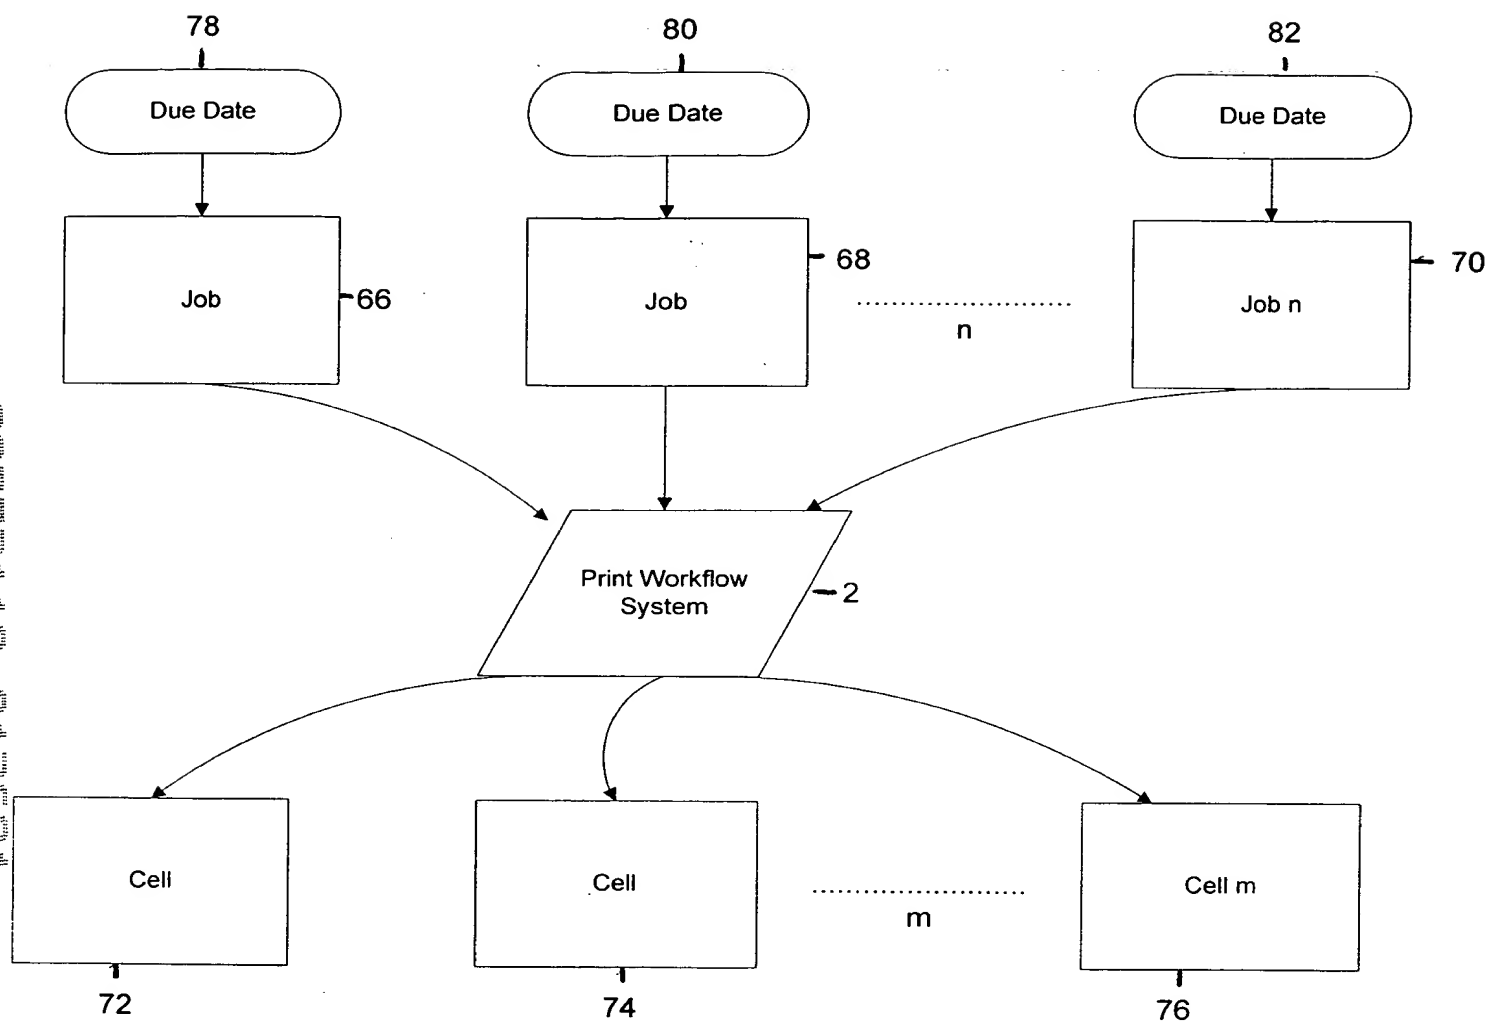 78
80
82
Due Date
Due Date
Due Date
Job
66
Job
68
n
Job n
70
Print Workflow
System
2
Cell
Cell
m
Cell m
72
74
76